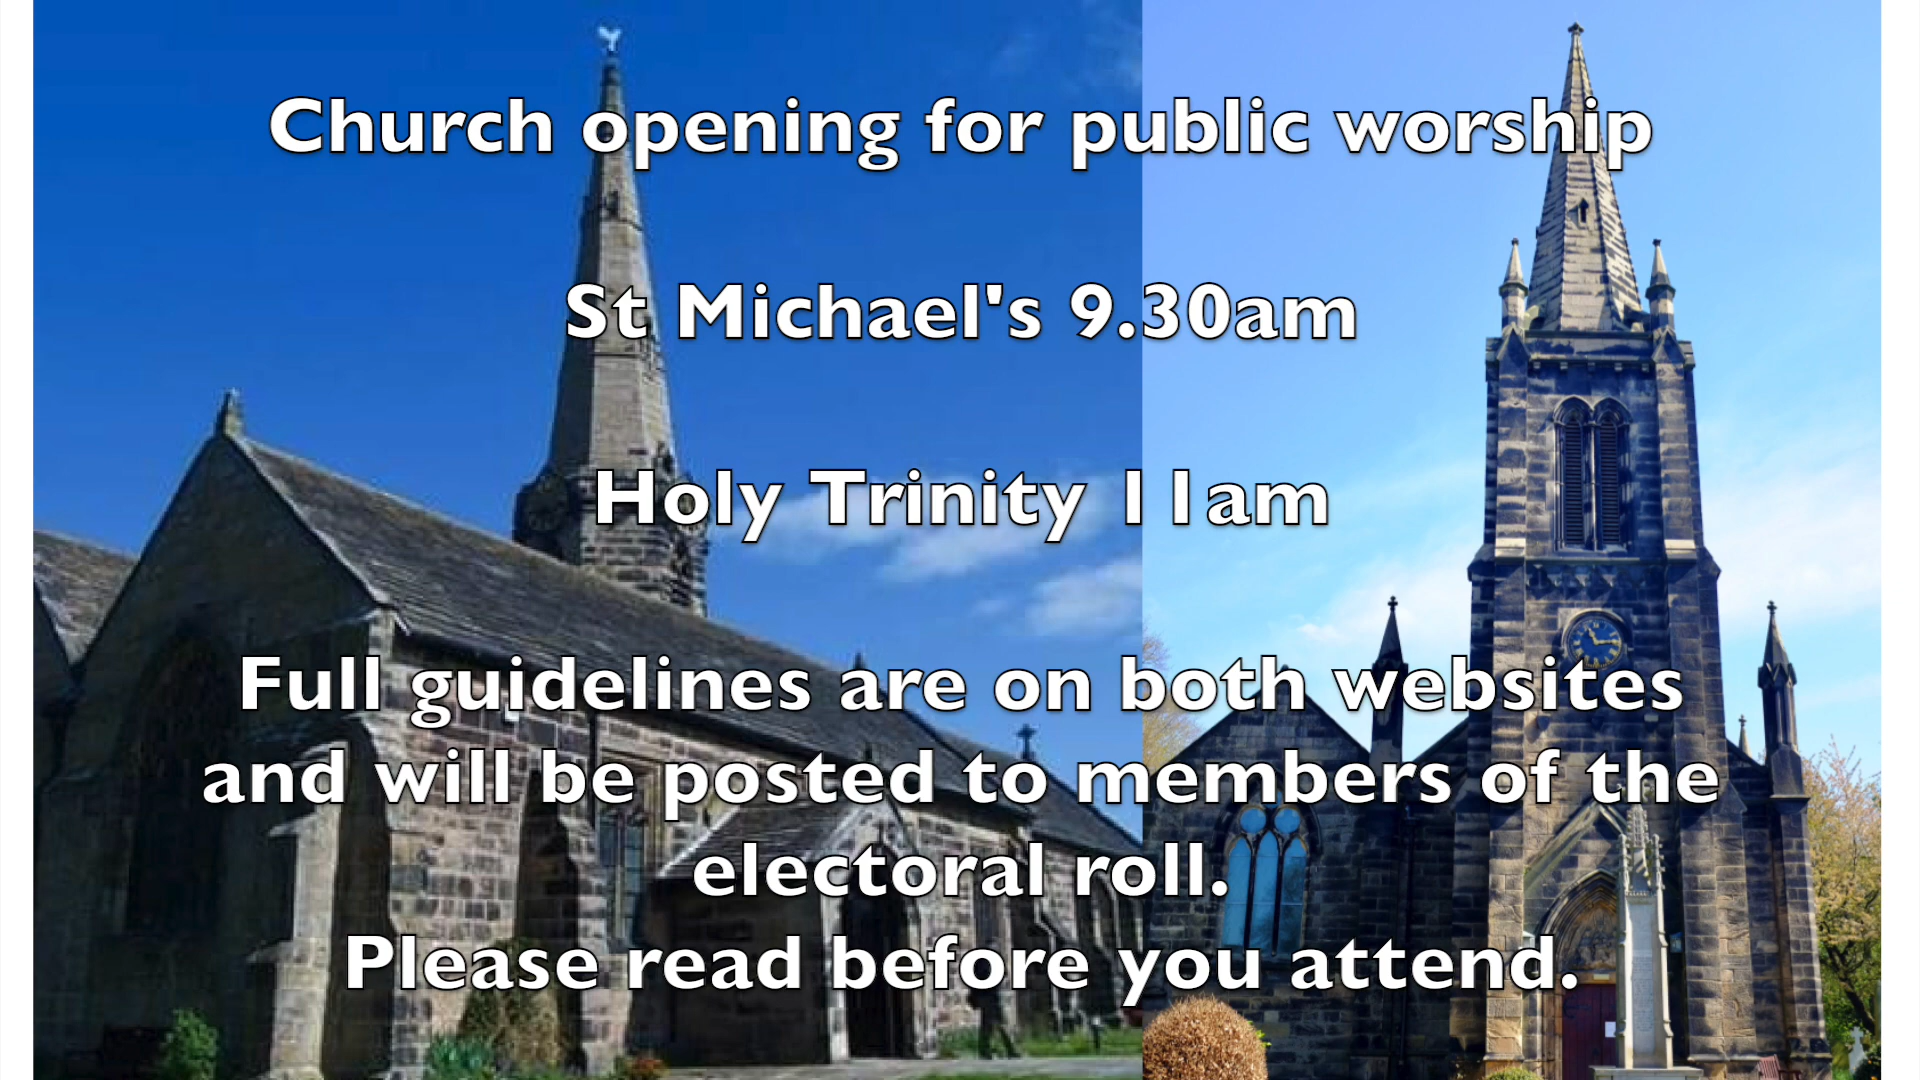 Church opening for public worship
St Michael's 9.30am
Holy Trinity 11am
Full guidelines are on both websites
and will be posted to members of the
electoral roll.
Please read before you attend.